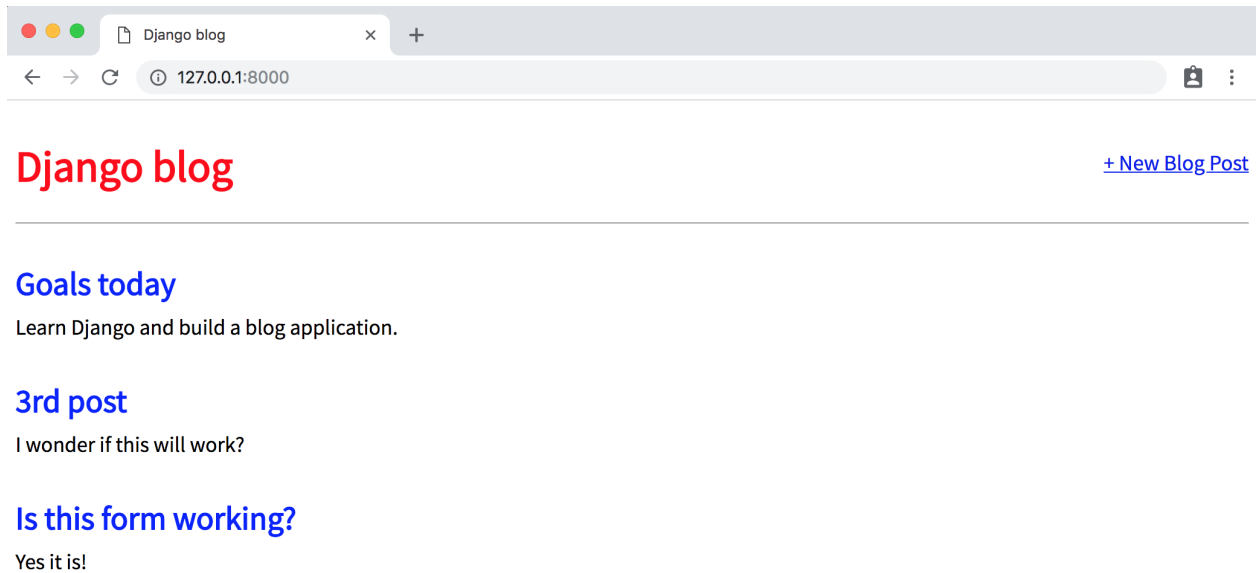 Django blog
127.0.0.1:8000
Django blog
+ New Blog Post
Goals today
Learn Django and build a blog application.
3rd post
I wonder if this will work?
Is this form working?
Yes it is!